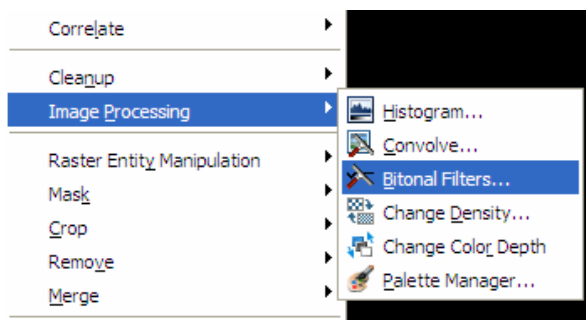 Correlate
Cleanup
Image Processing
Raster Entity Manipulation
Mask
Crop
Remove
Merge
Histogram...
Convolve...
Bitonal Filters...
Change Density...
Change Color Depth
Palette Manager...